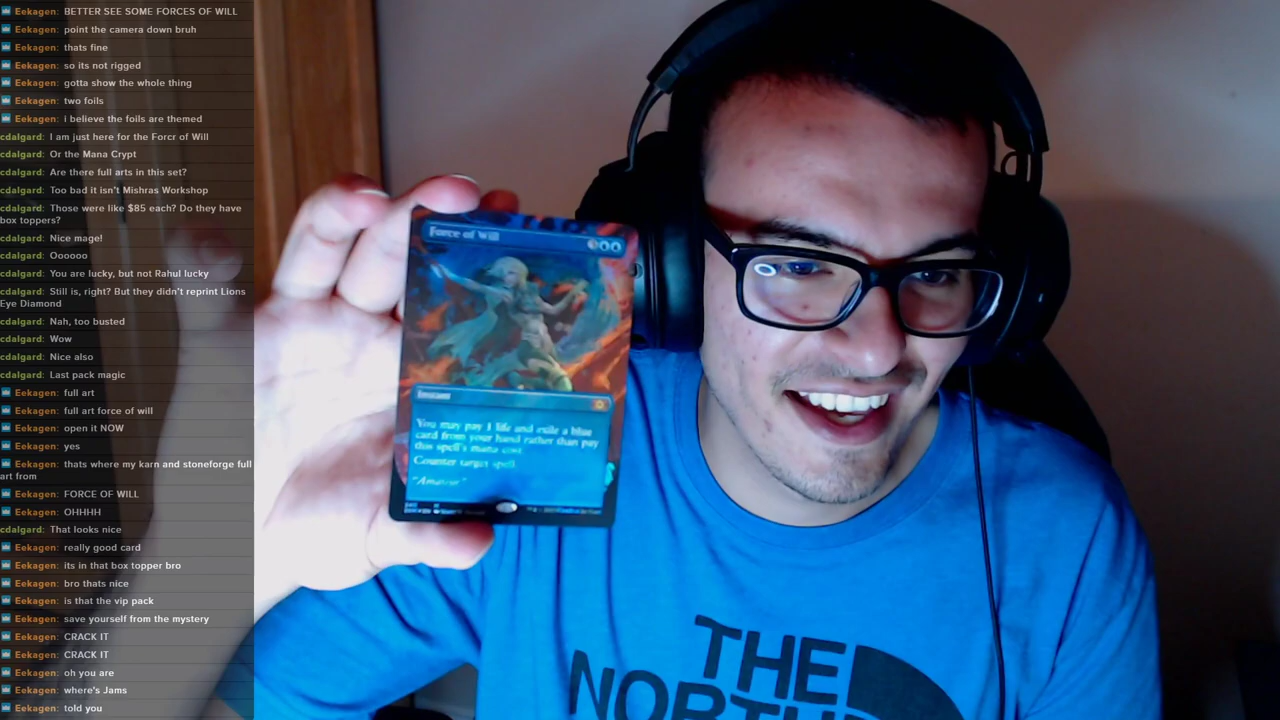 Eekagen: BETTER SEE SOME FORCES OF WILL
Eekagen: point the camera down bruh
Eekagen: thats fine
Eekagen: so its not rigged
Eekagen: gotta show the whole thing
Eekagen: two foils
Eekagen: i believe the foils are themed
cdalgard: I am just here for the Forcr of Will
cdalgard: Or the Mana Crypt
cdalgard: Are there full arts in this set?
cdalgard: Too bad it isn't Mishras Workshop
cdalgard: Those were like $85 each? Do they have
box toppers?
cdalgard: Nice mage!
cdalgard: Oooooo
cdalgard: You are lucky, but not Rahul lucky
cdalgard: Still is, right? But they didn't reprint Lions
Eye Diamond
cdalgard: Nah, too busted
cdalgard: Wow
cdalgard: Nice also
cdalgard: Last pack magic
Eekagen: full art
Eekagen: full art force of will
Eekagen: open it NOW
Eekagen: yes
Eekagen: thats where my karn and stoneforge full
art from
Eekagen: FORCE OF WILL
Eekagen: OHHHH
cdalgard: That looks nice
Eekagen: really good card
Eekagen: its in that box topper bro
Eekagen: bro thats nice
Eekagen: is that the vip pack
Eekagen: save yourself from the mystery
Eekagen: CRACK IT
Eekagen: CRACK IT
Eekagen: oh you are
Eekagen: where's Jams
Eekagen: told you
Force of Will
Instant
You may pay 1 life and exile a blue
card from your hand rather than pay
this spell's mana cost.
Counter target spell.
THE
NORTH